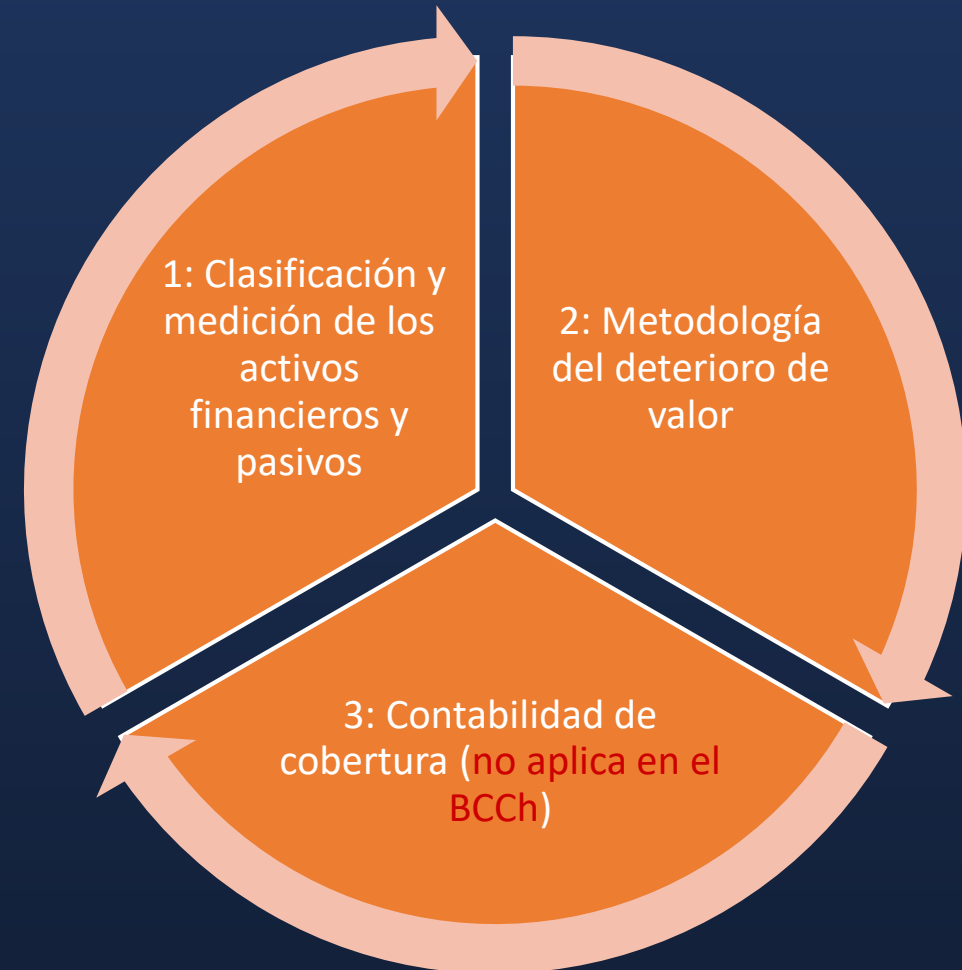 1: Clasificación y
medición de los
activos
financieros y
pasivos
2: Metodología
del deterioro de
valor
3: Contabilidad de
cobertura (no aplica en el
BCCh)